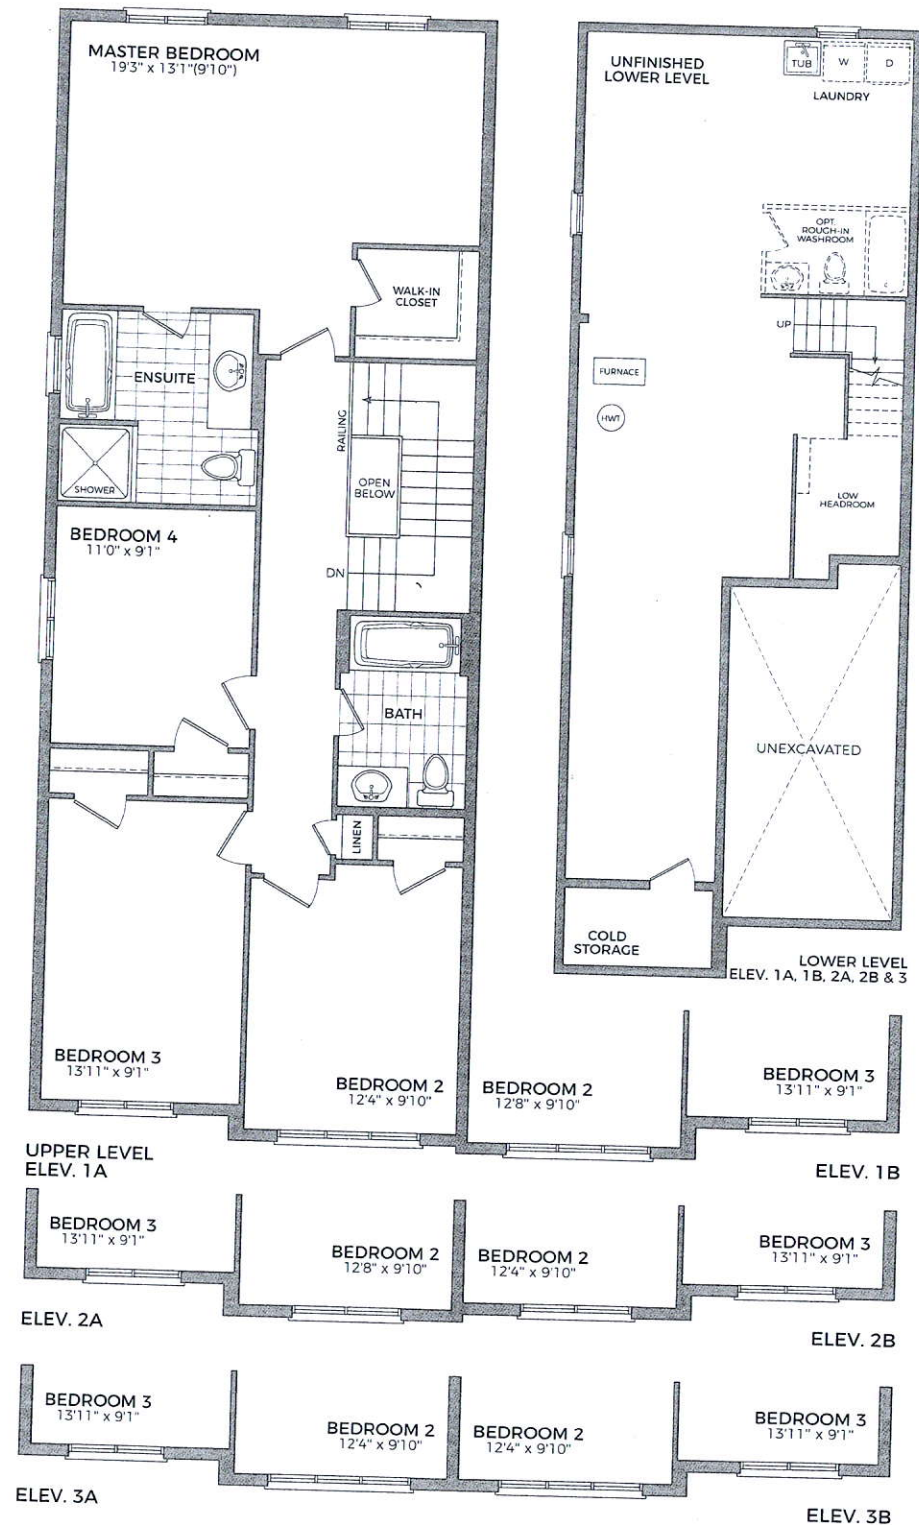 MASTER BEDROOM
19'3" x 13'1"(9'10")
WALK-IN
CLOSET
ENSUITE
SHOWER
RAILING
OPEN
BELOW
DN
BEDROOM 4
11'0" x 9'1"
BATH
LINEN
BEDROOM 3
13'11" x 9'1"
BEDROOM 2
12'4" x 9'10"
UPPER LEVEL
ELEV. 1A
UNFINISHED
LOWER LEVEL
TUB
W
D
LAUNDRY
OPT.
ROUGH-IN
WASHROOM
UP
FURNACE
HWT
LOW
HEADROOM
UNEXCAVATED
COLD
STORAGE
LOWER LEVEL
ELEV. 1A, 1B, 2A, 2B & 3
BEDROOM 2
12'8" x 9'10"
BEDROOM 3
13'11" x 9'1"
ELEV. 1B
BEDROOM 3
13'11" x 9'1"
BEDROOM 2
12'8" x 9'10"
ELEV. 2A
BEDROOM 2
12'4" x 9'10"
BEDROOM 3
13'11" x 9'1"
ELEV. 2B
BEDROOM 3
13'11" x 9'1"
BEDROOM 2
12'4" x 9'10"
ELEV. 3A
BEDROOM 2
12'4" x 9'10"
BEDROOM 3
13'11" x 9'1"
ELEV. 3B